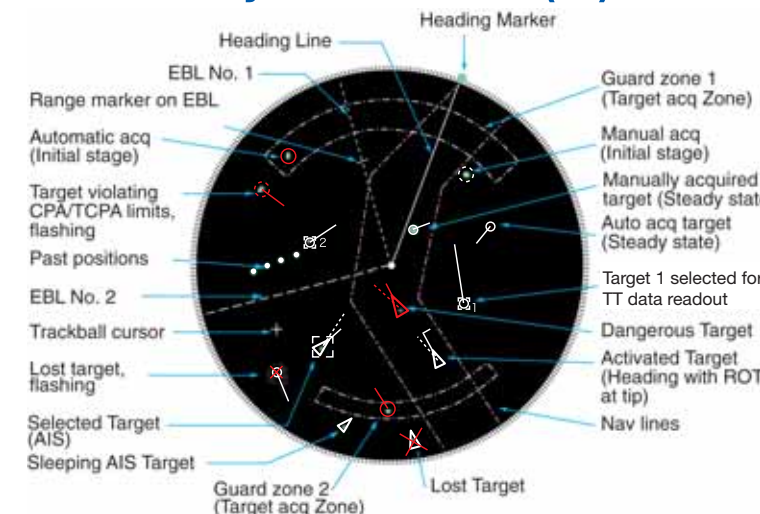 Heading Marker
Heading Line
EBL No. 1
Range marker on EBL
Automatic acq
(Initial stage)
Target violating
CPA/TCPA limits,
flashing
Past positions
EBL No. 2
Trackball cursor
Lost target,
flashing
Selected Target
(AIS)
Sleeping AIS Target
Guard zone 2
(Target acq Zone)
Lost Target
Guard zone 1
(Target acq Zone)
Manual acq
(Initial stage)
Manually acquired
target (Steady stat
Auto acq target
(Steady state)
Target 1 selected for
TT data readout
Dangerous Target
Activated Target
(Heading with ROT
at tip)
Nav lines
2
1